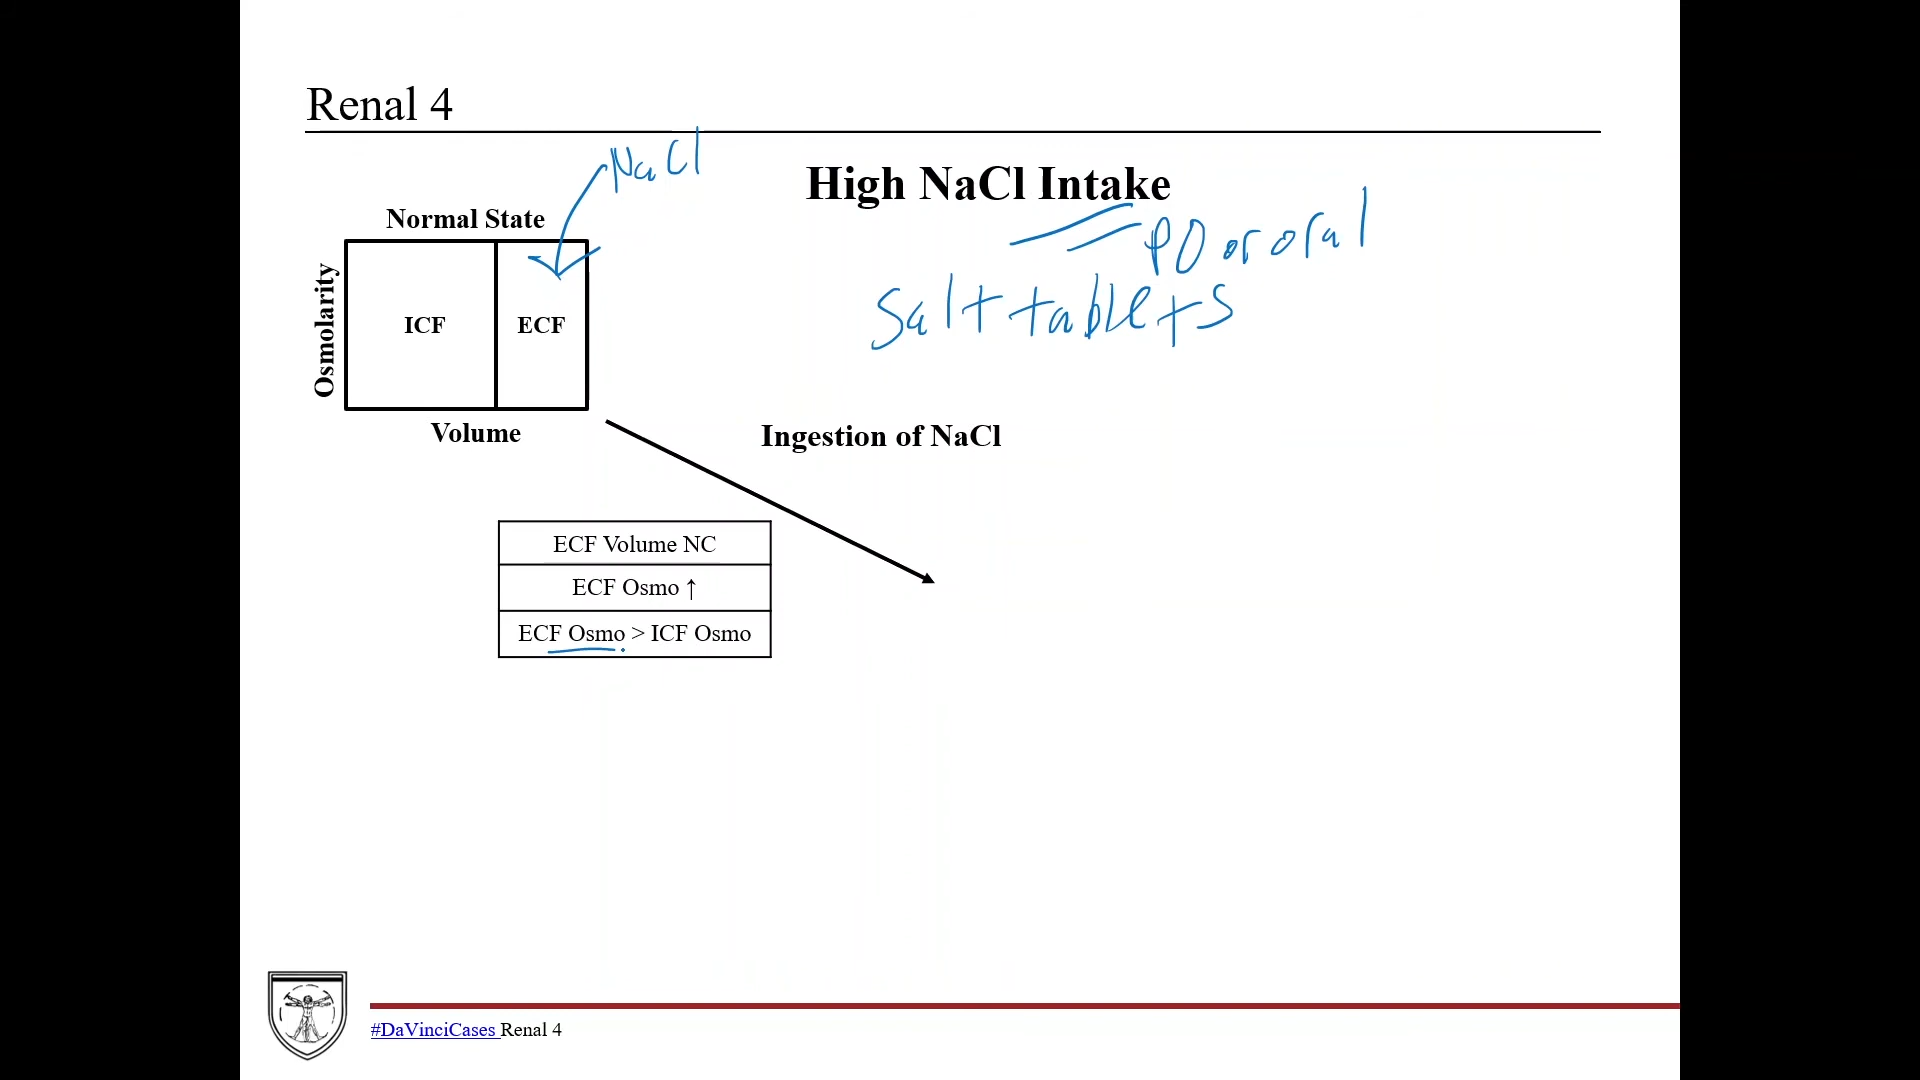 Renal 4
NaCl
High NaCl Intake
Normal State
PO or oral
Salt tablets
Osmolarity
ICF
ECF
Volume
Ingestion of NaCl
ECF Volume NC
ECF Osmo ↑
ECF Osmo > ICF Osmo
#DaVinciCases Renal 4